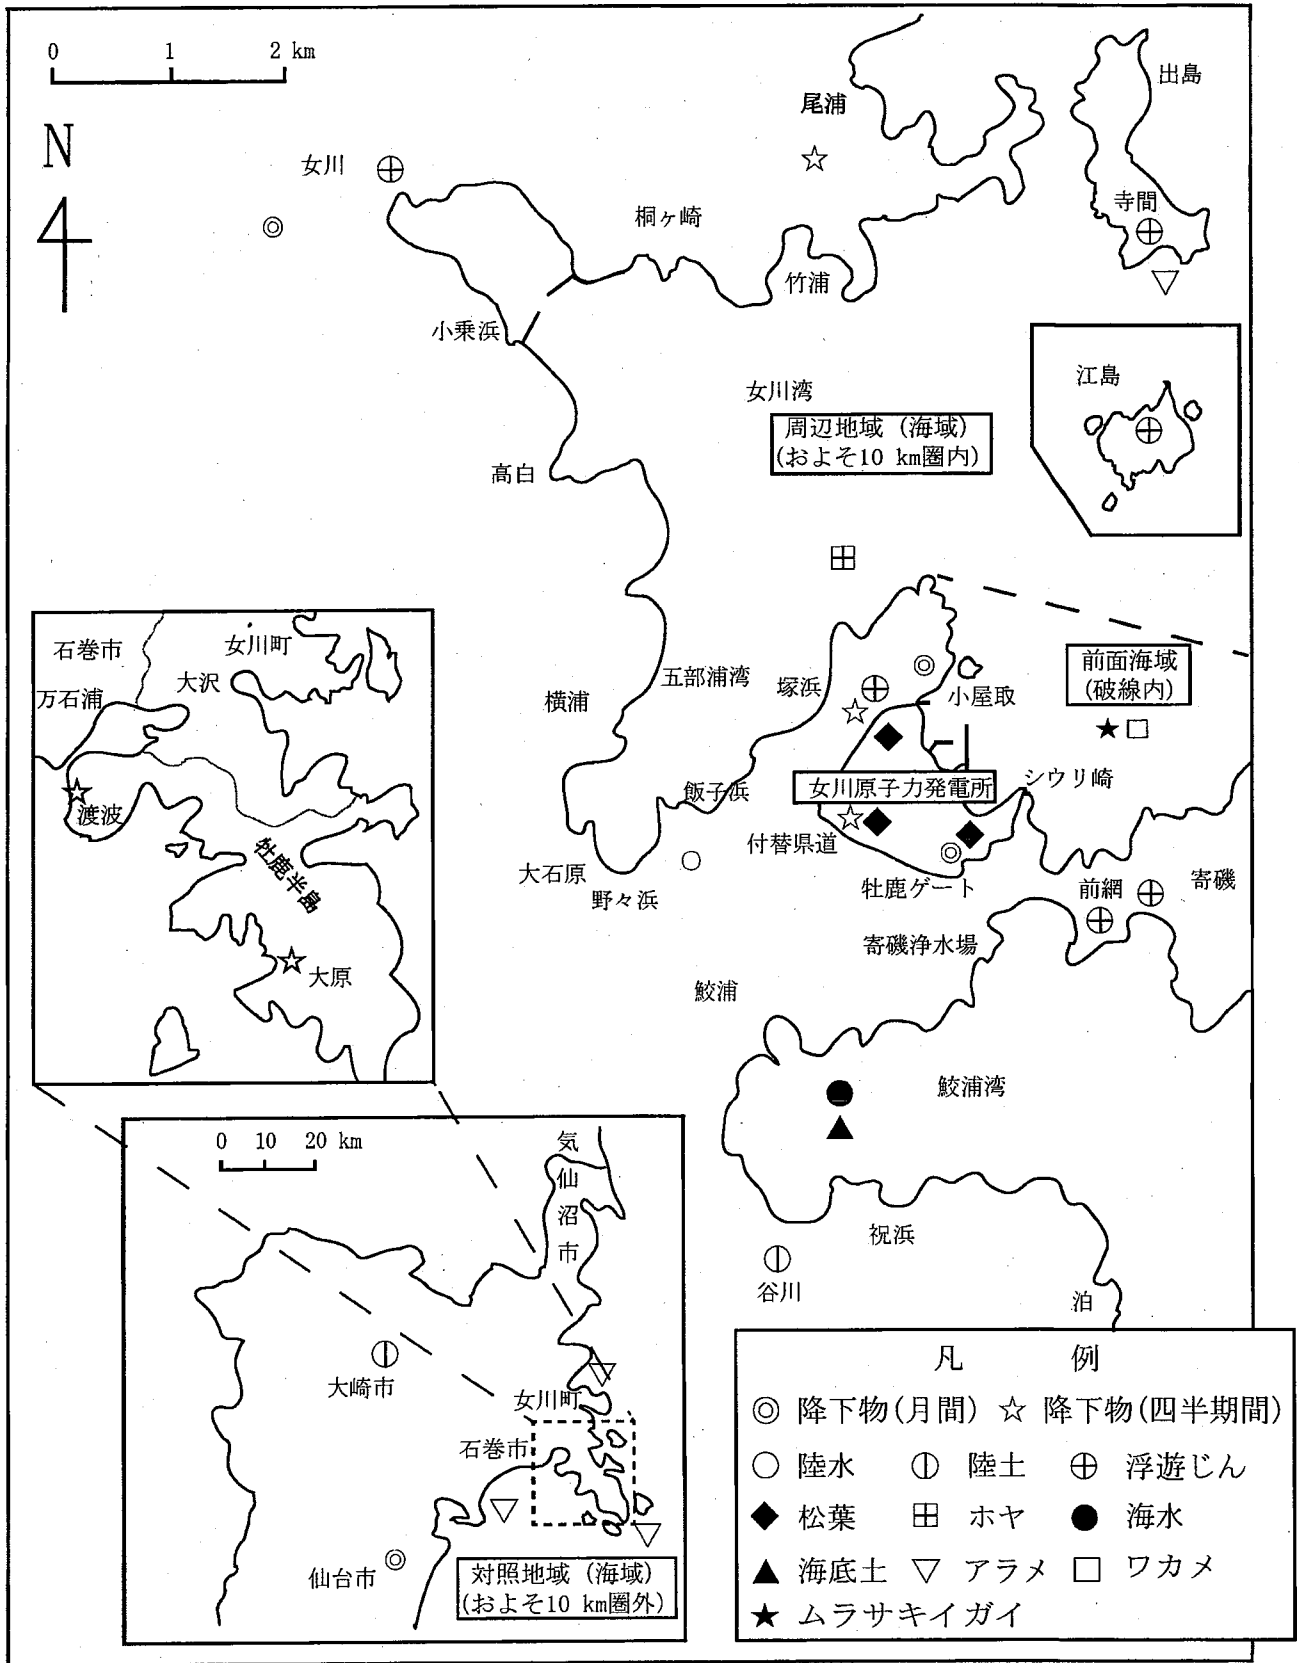 0 1 2 km
N
女川
尾浦
出島
寺間
桐ヶ崎
竹浦
小乗浜
江島
女川湾
周辺地域 (海域)
(およそ10 km圏内)
高白
石巻市
女川町
万石浦
大沢
渡波
牡鹿半島
大原
横浦
五部浦湾
塚浜
小屋取
前面海域
(破線内)
飯子浜
女川原子力発電所
シウリ崎
付替県道
大石原
野々浜
牡鹿ゲート
前網
寄磯
寄磯浄水場
鮫浦
鮫浦湾
祝浜
谷川
泊
0 10 20 km
気仙沼市
大崎市
女川町
石巻市
仙台市
対照地域 (海域)
(およそ10 km圏外)
凡 例
◎ 降下物(月間) ☆ 降下物(四半期間)
○ 陸水 ⦶ 陸土 ⊕ 浮遊じん
◆ 松葉 ⊞ ホヤ ● 海水
▲ 海底土 ▽ アラメ □ ワカメ
★ ムラサキイガイ